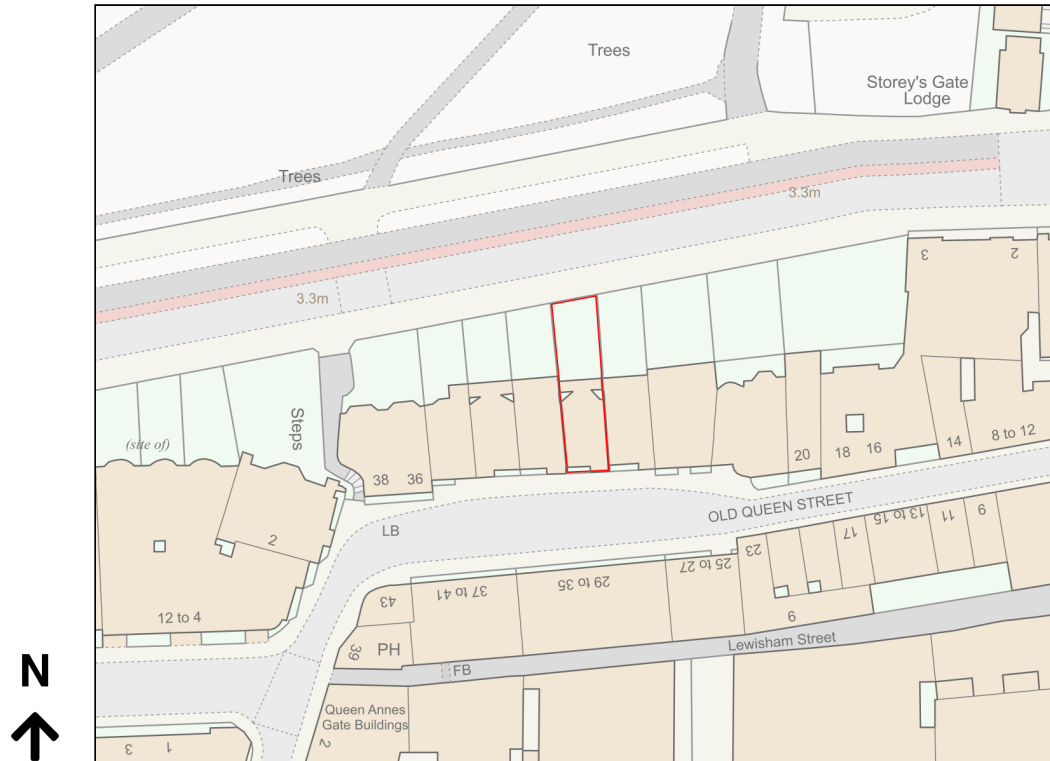 Trees
Storey's Gate
Lodge
Trees
3.3m
3.3m
3
2
Steps
(site of)
38
36
20
18
16
14
8 to 12
OLD QUEEN STREET
LB
2
12 to 4
43
37 to 41
29 to 35
25 to 27
23
17
13 to 15
11
9
6
39
PH
FB
Lewisham Street
Queen Annes
Gate Buildings
2
3
1
N